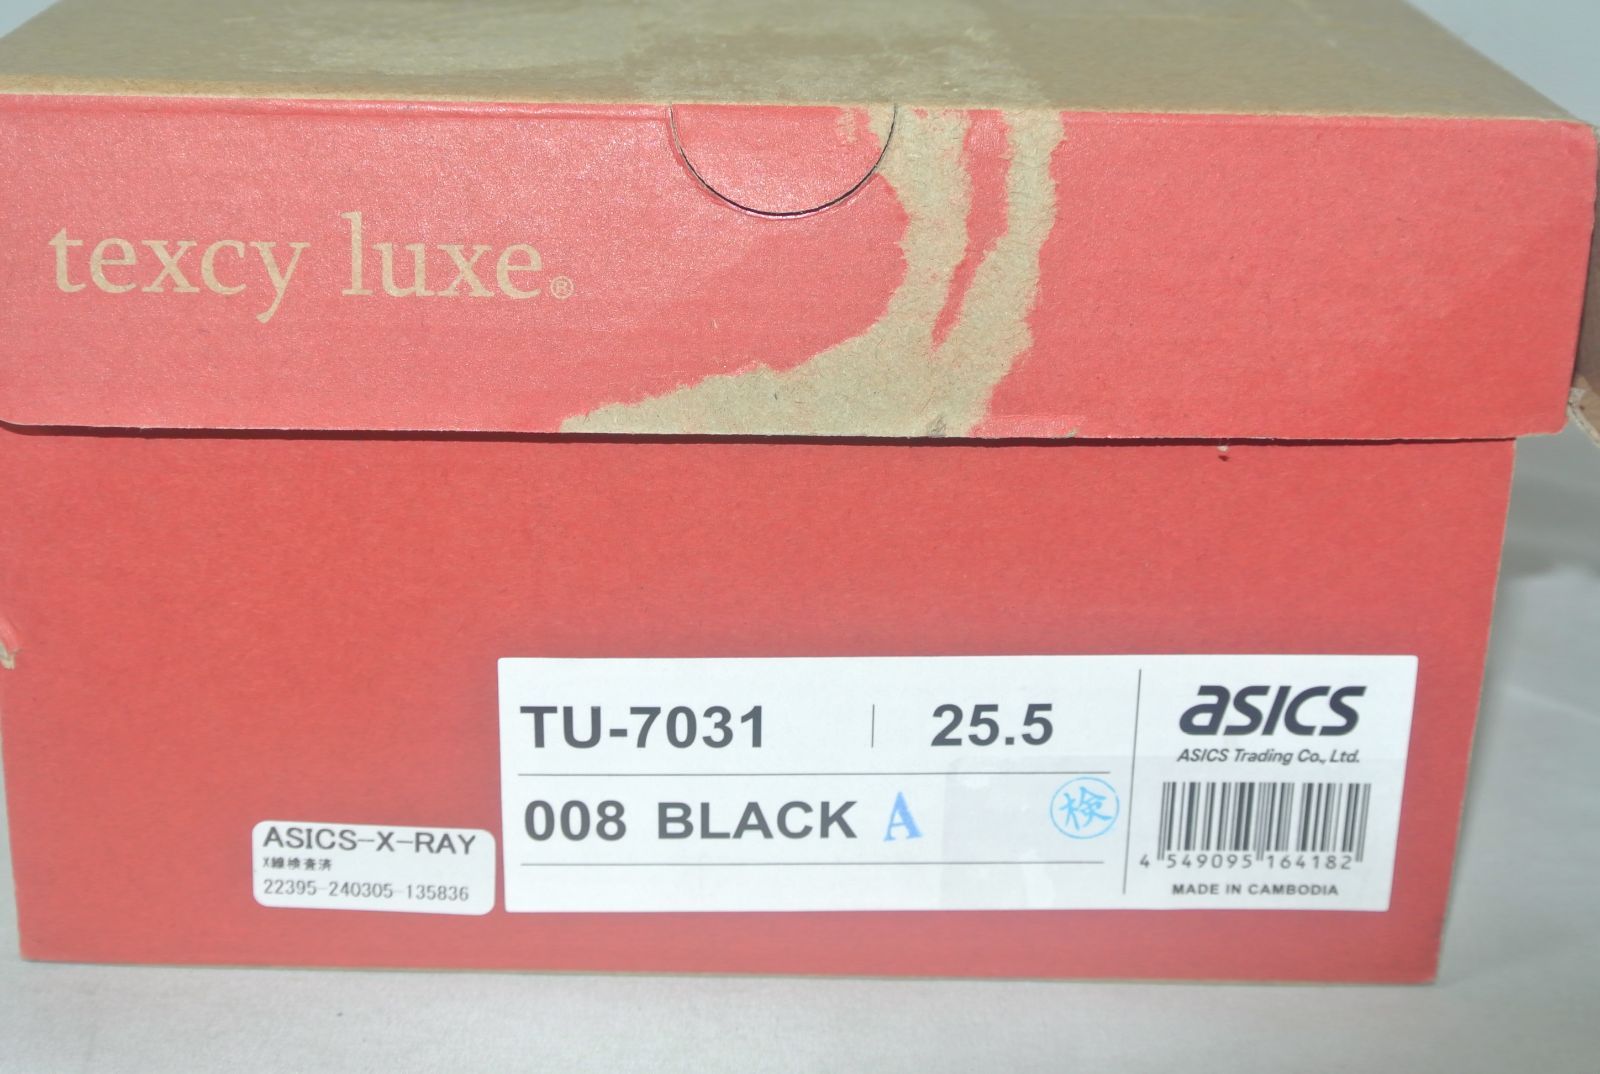 texcy luxe®
TU-7031 | 25.5
008 BLACK A 検
asics
ASICS Trading Co., Ltd.
4 549095 164182
MADE IN CAMBODIA
ASICS-X-RAY
X線検査済
22395-240305-135836